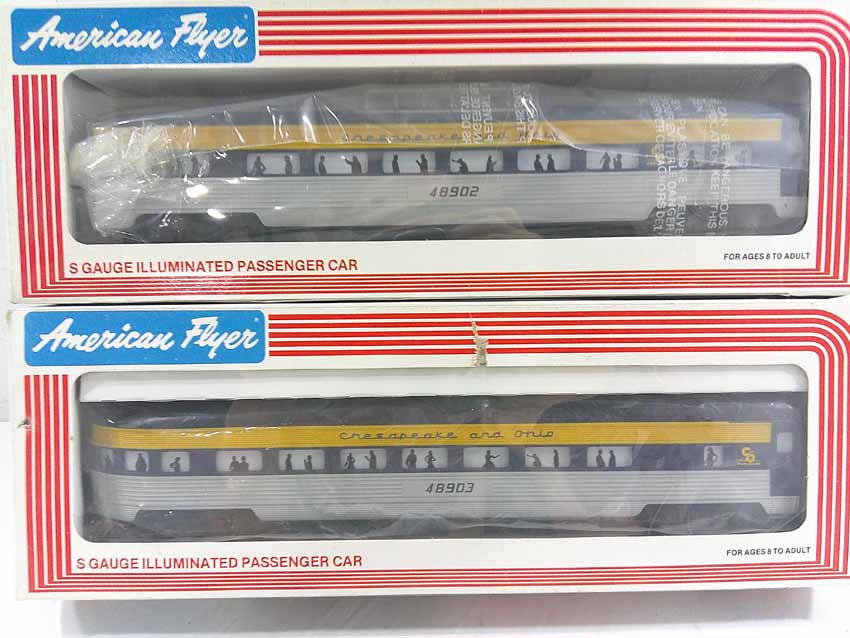 American Flyer
Chesapeake and Ohio
48902
S GAUGE ILLUMINATED PASSENGER CAR
FOR AGES 8 TO ADULT
American Flyer
Chesapeake and Ohio
C&O
48903
S GAUGE ILLUMINATED PASSENGER CAR
FOR AGES 8 TO ADULT